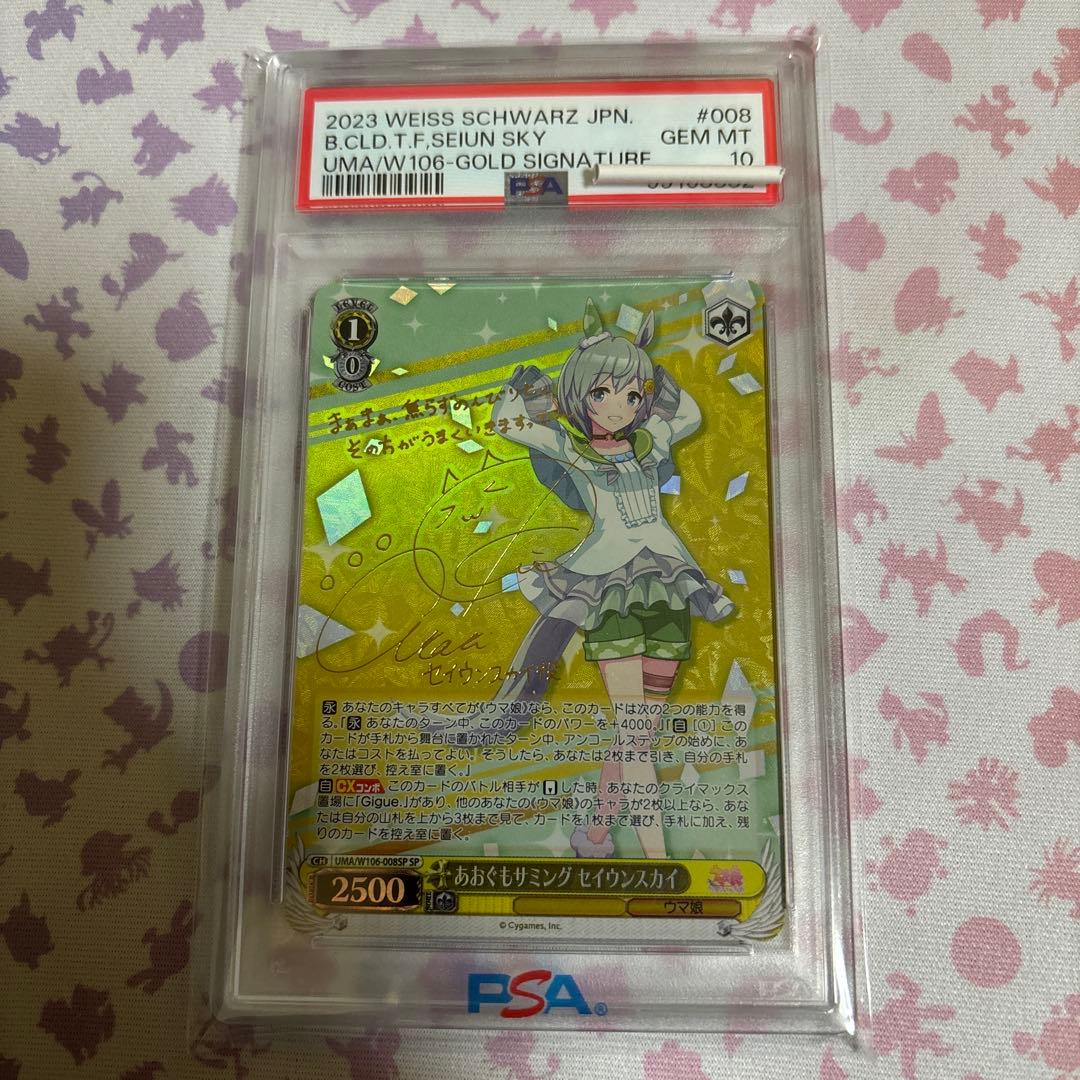 2023 WEISS SCHWARZ JPN. #008
B.CLD.T.F,SEIUN SKY GEM MT
UMA/W106-GOLD SIGNATURE 10
PSA
LEVEL
1
0
COST
まぁまぁ、焦らずのんびりと
その方がうまくいきますっ
セイウンスカイ役
永 あなたのキャラすべてが《ウマ娘》なら、このカードは次の2つの能力を得
る。「永 あなたのターン中、このカードのパワーを+4000。」「自 [①] この
カードが手札から舞台に置かれたターン中、アンコールステップの始めに、あ
なたはコストを払ってよい。そうしたら、あなたは2枚まで引き、自分の手札
を2枚選び、控え室に置く。」
自 CXコンボ このカードのバトル相手が した時、あなたのクライマックス
置場に「Gigue.」があり、他のあなたの《ウマ娘》のキャラが2枚以上なら、あな
たは自分の山札を上から3枚まで見て、カードを1枚まで選び、手札に加え、残
りのカードを控え室に置く。
CH UMA/W106-008SP SP
2500 あおぐもサミング セイウンスカイ
ウマ娘
© Cygames, Inc.
PSA®